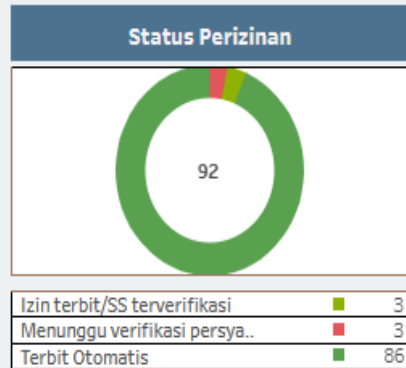 Status Perizinan
92
Izin terbit/SS terverifikasi 3
Menunggu verifikasi persya.. 3
Terbit Otomatis 86